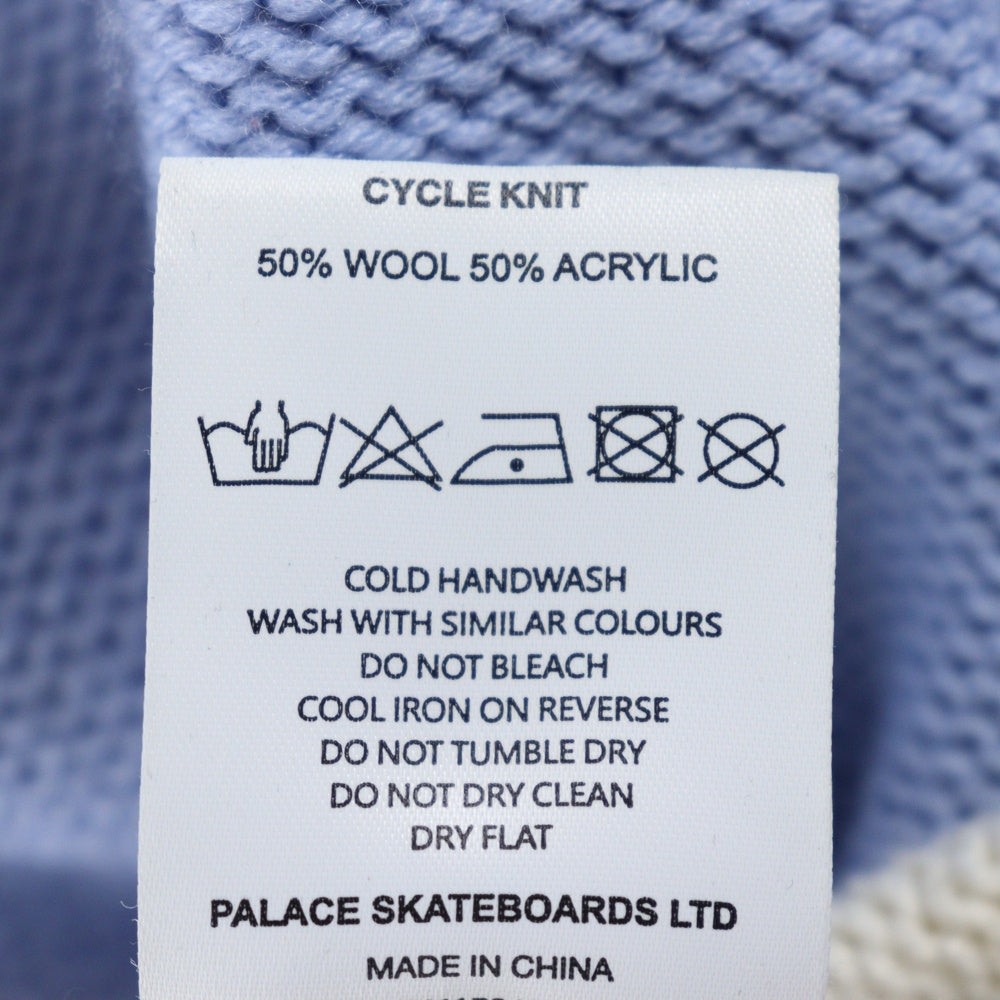 CYCLE KNIT
50% WOOL 50% ACRYLIC
COLD HANDWASH
WASH WITH SIMILAR COLOURS
DO NOT BLEACH
COOL IRON ON REVERSE
DO NOT TUMBLE DRY
DO NOT DRY CLEAN
DRY FLAT
PALACE SKATEBOARDS LTD
MADE IN CHINA